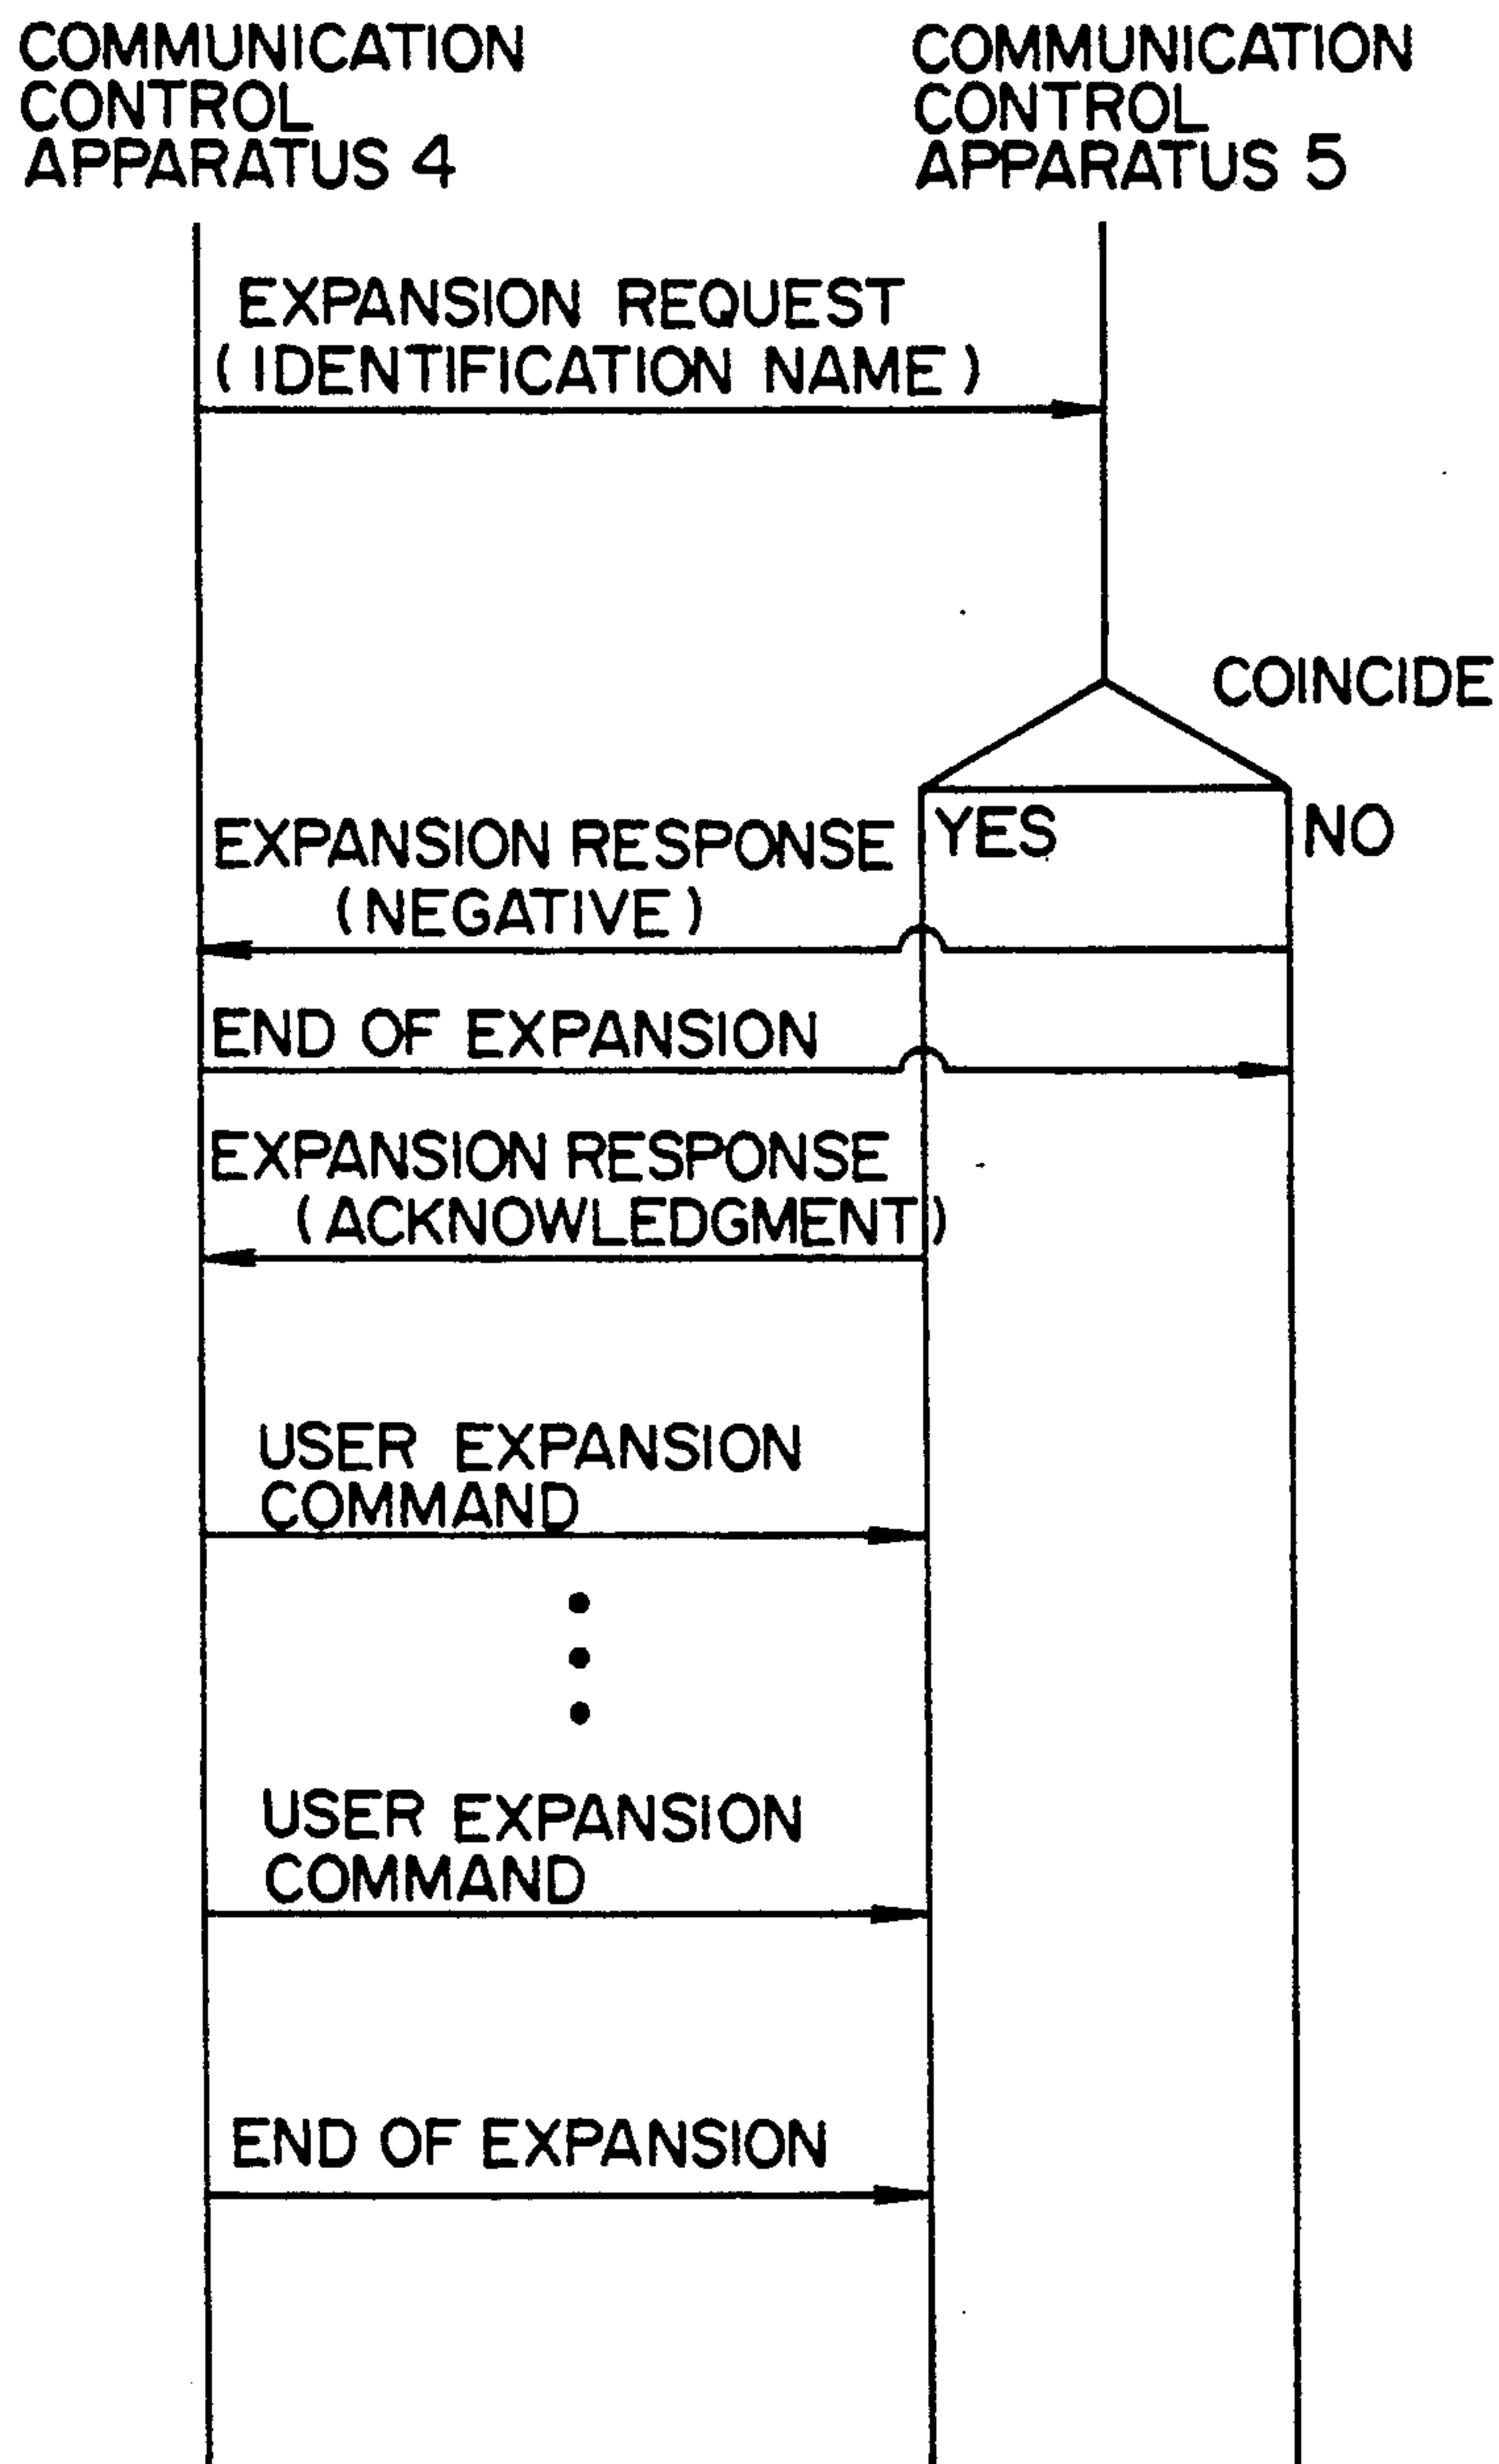 COMMUNICATION
CONTROL
APPARATUS 4
COMMUNICATION
CONTROL
APPARATUS 5
EXPANSION REQUEST
(IDENTIFICATION NAME)
COINCIDE
YES
NO
EXPANSION RESPONSE
(NEGATIVE)
END OF EXPANSION
EXPANSION RESPONSE
(ACKNOWLEDGMENT)
USER EXPANSION
COMMAND
USER EXPANSION
COMMAND
END OF EXPANSION